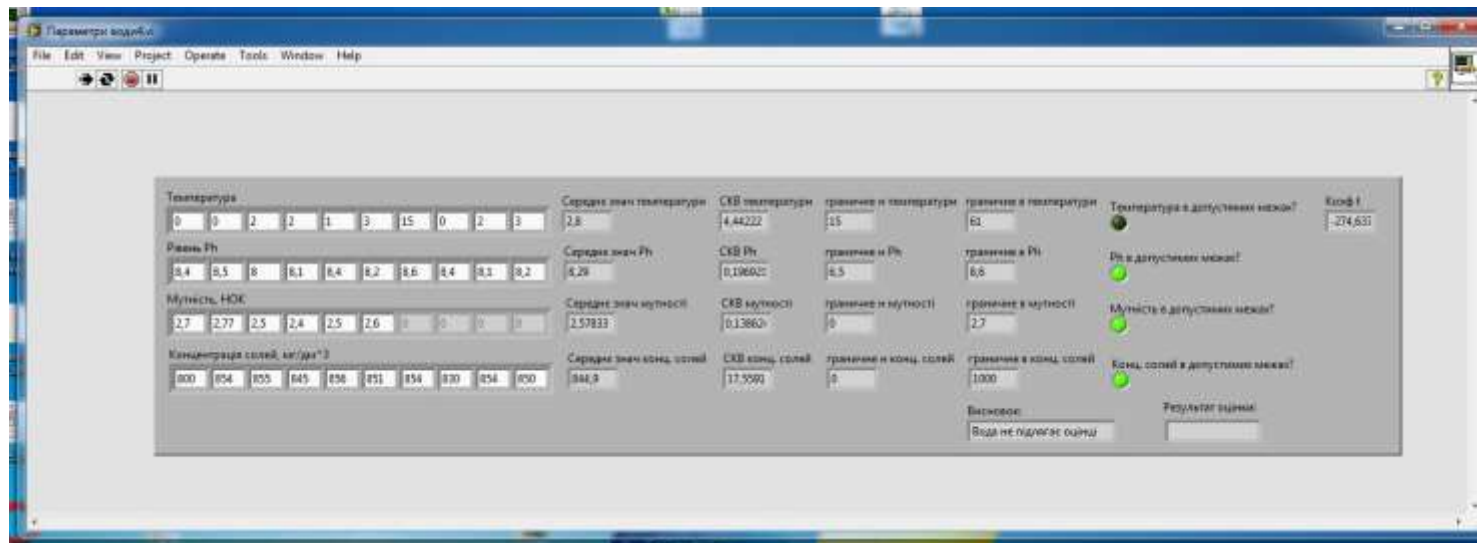 Параметри води4.vi
File Edit View Project Operate Tools Window Help
Температура Середнє знач температури СКВ температури граничне н температури граничне в температури Температура в допустимих межах? Коеф t
0 0 2 2 1 3 15 0 2 3 2,8 4,44222 15 61 -274,633
Рівень Ph Середнє знач Ph СКВ Ph граничне н Ph граничне в Ph Ph в допустимих межах?
8,4 8,5 8 8,1 8,4 8,2 8,6 8,4 8,1 8,2 8,29 6,5 8,6
Мутність, НОК Середнє знач мутності СКВ мутності граничне н мутності граничне в мутності Мутність в допустимих межах?
2,7 2,77 2,5 2,4 2,5 2,6 0 0 0 0 2,57833 0 2,7
Концентрація солей, мг/дм^3 Середнє знач конц. солей СКВ конц. солей граничне н конц. солей граничне в конц. солей Конц. солей в допустимих межах?
800 854 855 845 856 851 854 830 854 850 844,9 17,5591 0 1000
Висновок: Результат оцінки:
Вода не підлягає оцінці